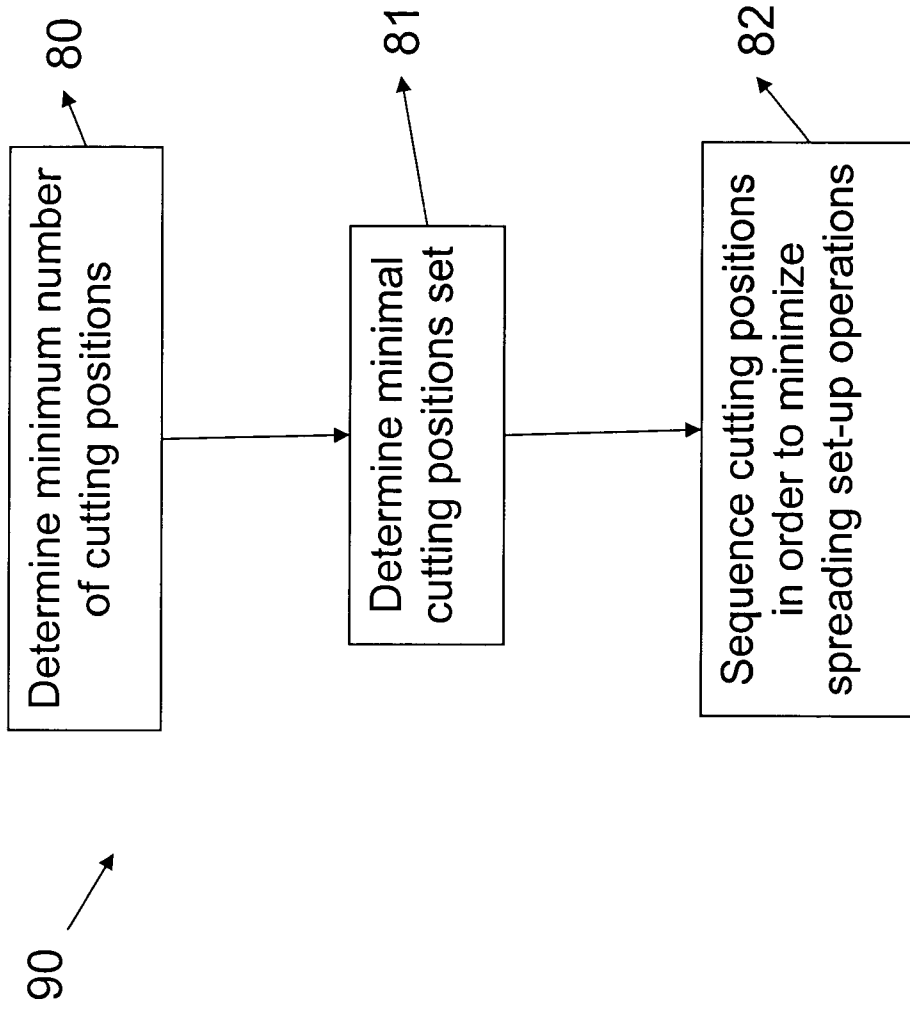 90
Determine minimum number
of cutting positions
80
Determine minimal
cutting positions set
81
Sequence cutting positions
in order to minimize
spreading set-up operations
82